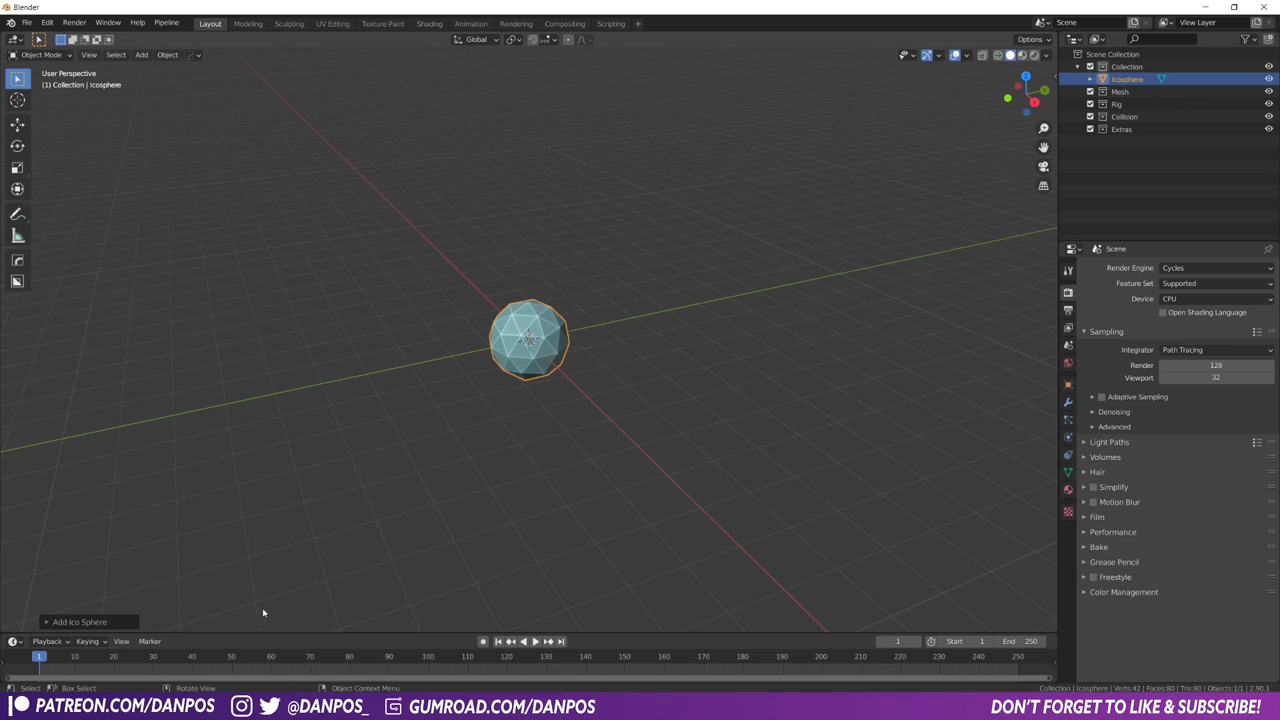 Blender
File Edit Render Window Help Pipeline
Layout Modeling Sculpting UV Editing Texture Paint Shading Animation Rendering Compositing Scripting +
Scene View Layer
Global Options
Object Mode View Select Add Object
User Perspective
(1) Collection | Icosphere
Scene Collection
Collection
Icosphere
Mesh
Rig
Collision
Extras
Scene
Render Engine Cycles
Feature Set Supported
Device CPU
Open Shading Language
Sampling
Integrator Path Tracing
Render 128
Viewport 32
Adaptive Sampling
Denoising
Advanced
Light Paths
Volumes
Hair
Simplify
Motion Blur
Film
Performance
Bake
Grease Pencil
Freestyle
Color Management
Add Ico Sphere
Playback Keying View Marker 1 Start 1 End 250
1 10 20 30 40 50 60 70 80 90 100 110 120 130 140 150 160 170 180 190 200 210 220 230 240 250
Select Box Select Rotate View Object Context Menu Collection | Icosphere | Verts:42 | Faces:80 | Tris:80 | Objects:1/1 | 2.90.1
PATREON.COM/DANPOS @DANPOS_ GUMROAD.COM/DANPOS DON'T FORGET TO LIKE & SUBSCRIBE!